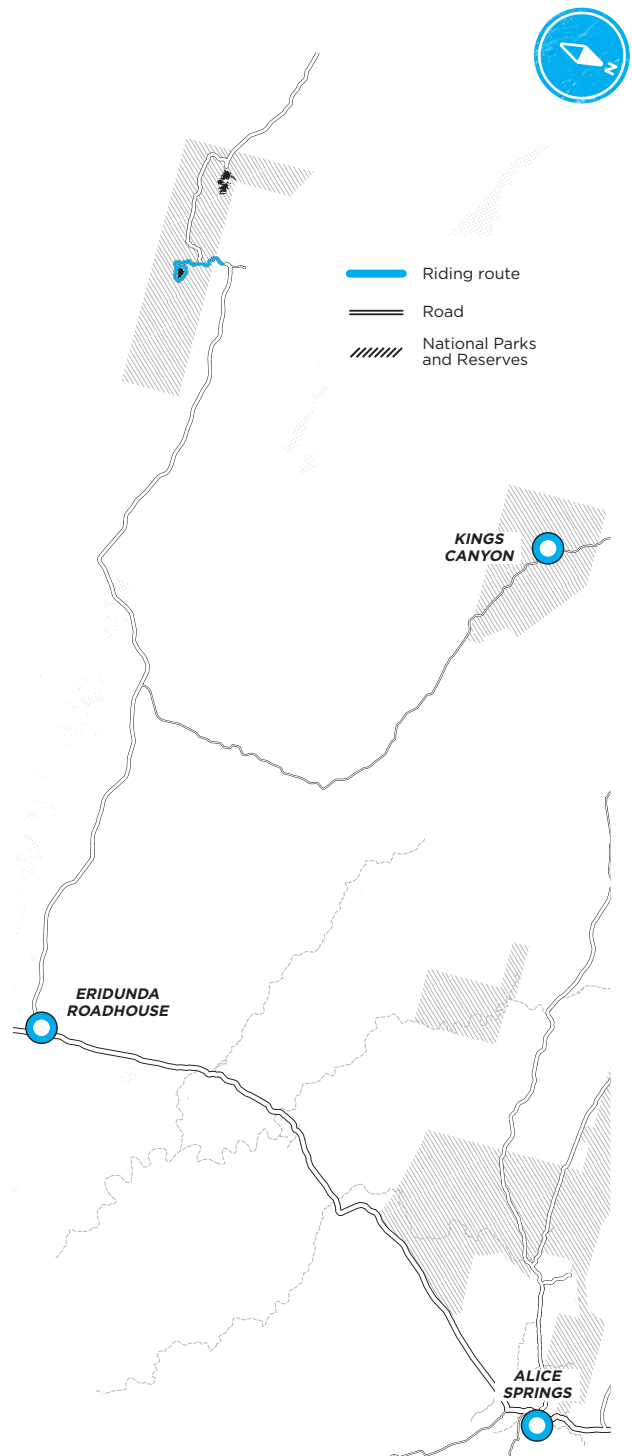 N
Riding route
Road
National Parks
and Reserves
KINGS
CANYON
ERIDUNDA
ROADHOUSE
ALICE
SPRINGS